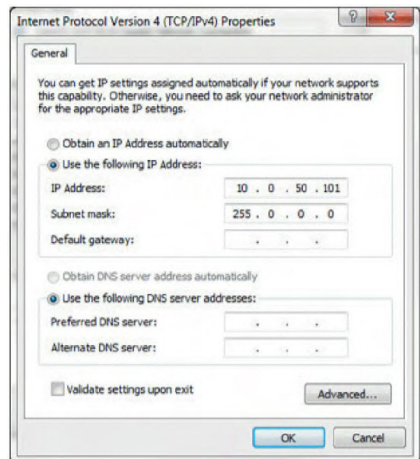 Internet Protocol Version 4 (TCP/IPv4) Properties
General
You can get IP settings assigned automatically if your network supports
this capability. Otherwise, you need to ask your network administrator
for the appropriate IP settings.
Obtain an IP Address automatically
Use the following IP Address:
IP Address: 10 . 0 . 50 . 101
Subnet mask: 255 . 0 . 0 . 0
Default gateway: . . .
Obtain DNS server address automatically
Use the following DNS server addresses:
Preferred DNS server: . . .
Alternate DNS server: . . .
Validate settings upon exit
Advanced...
OK Cancel